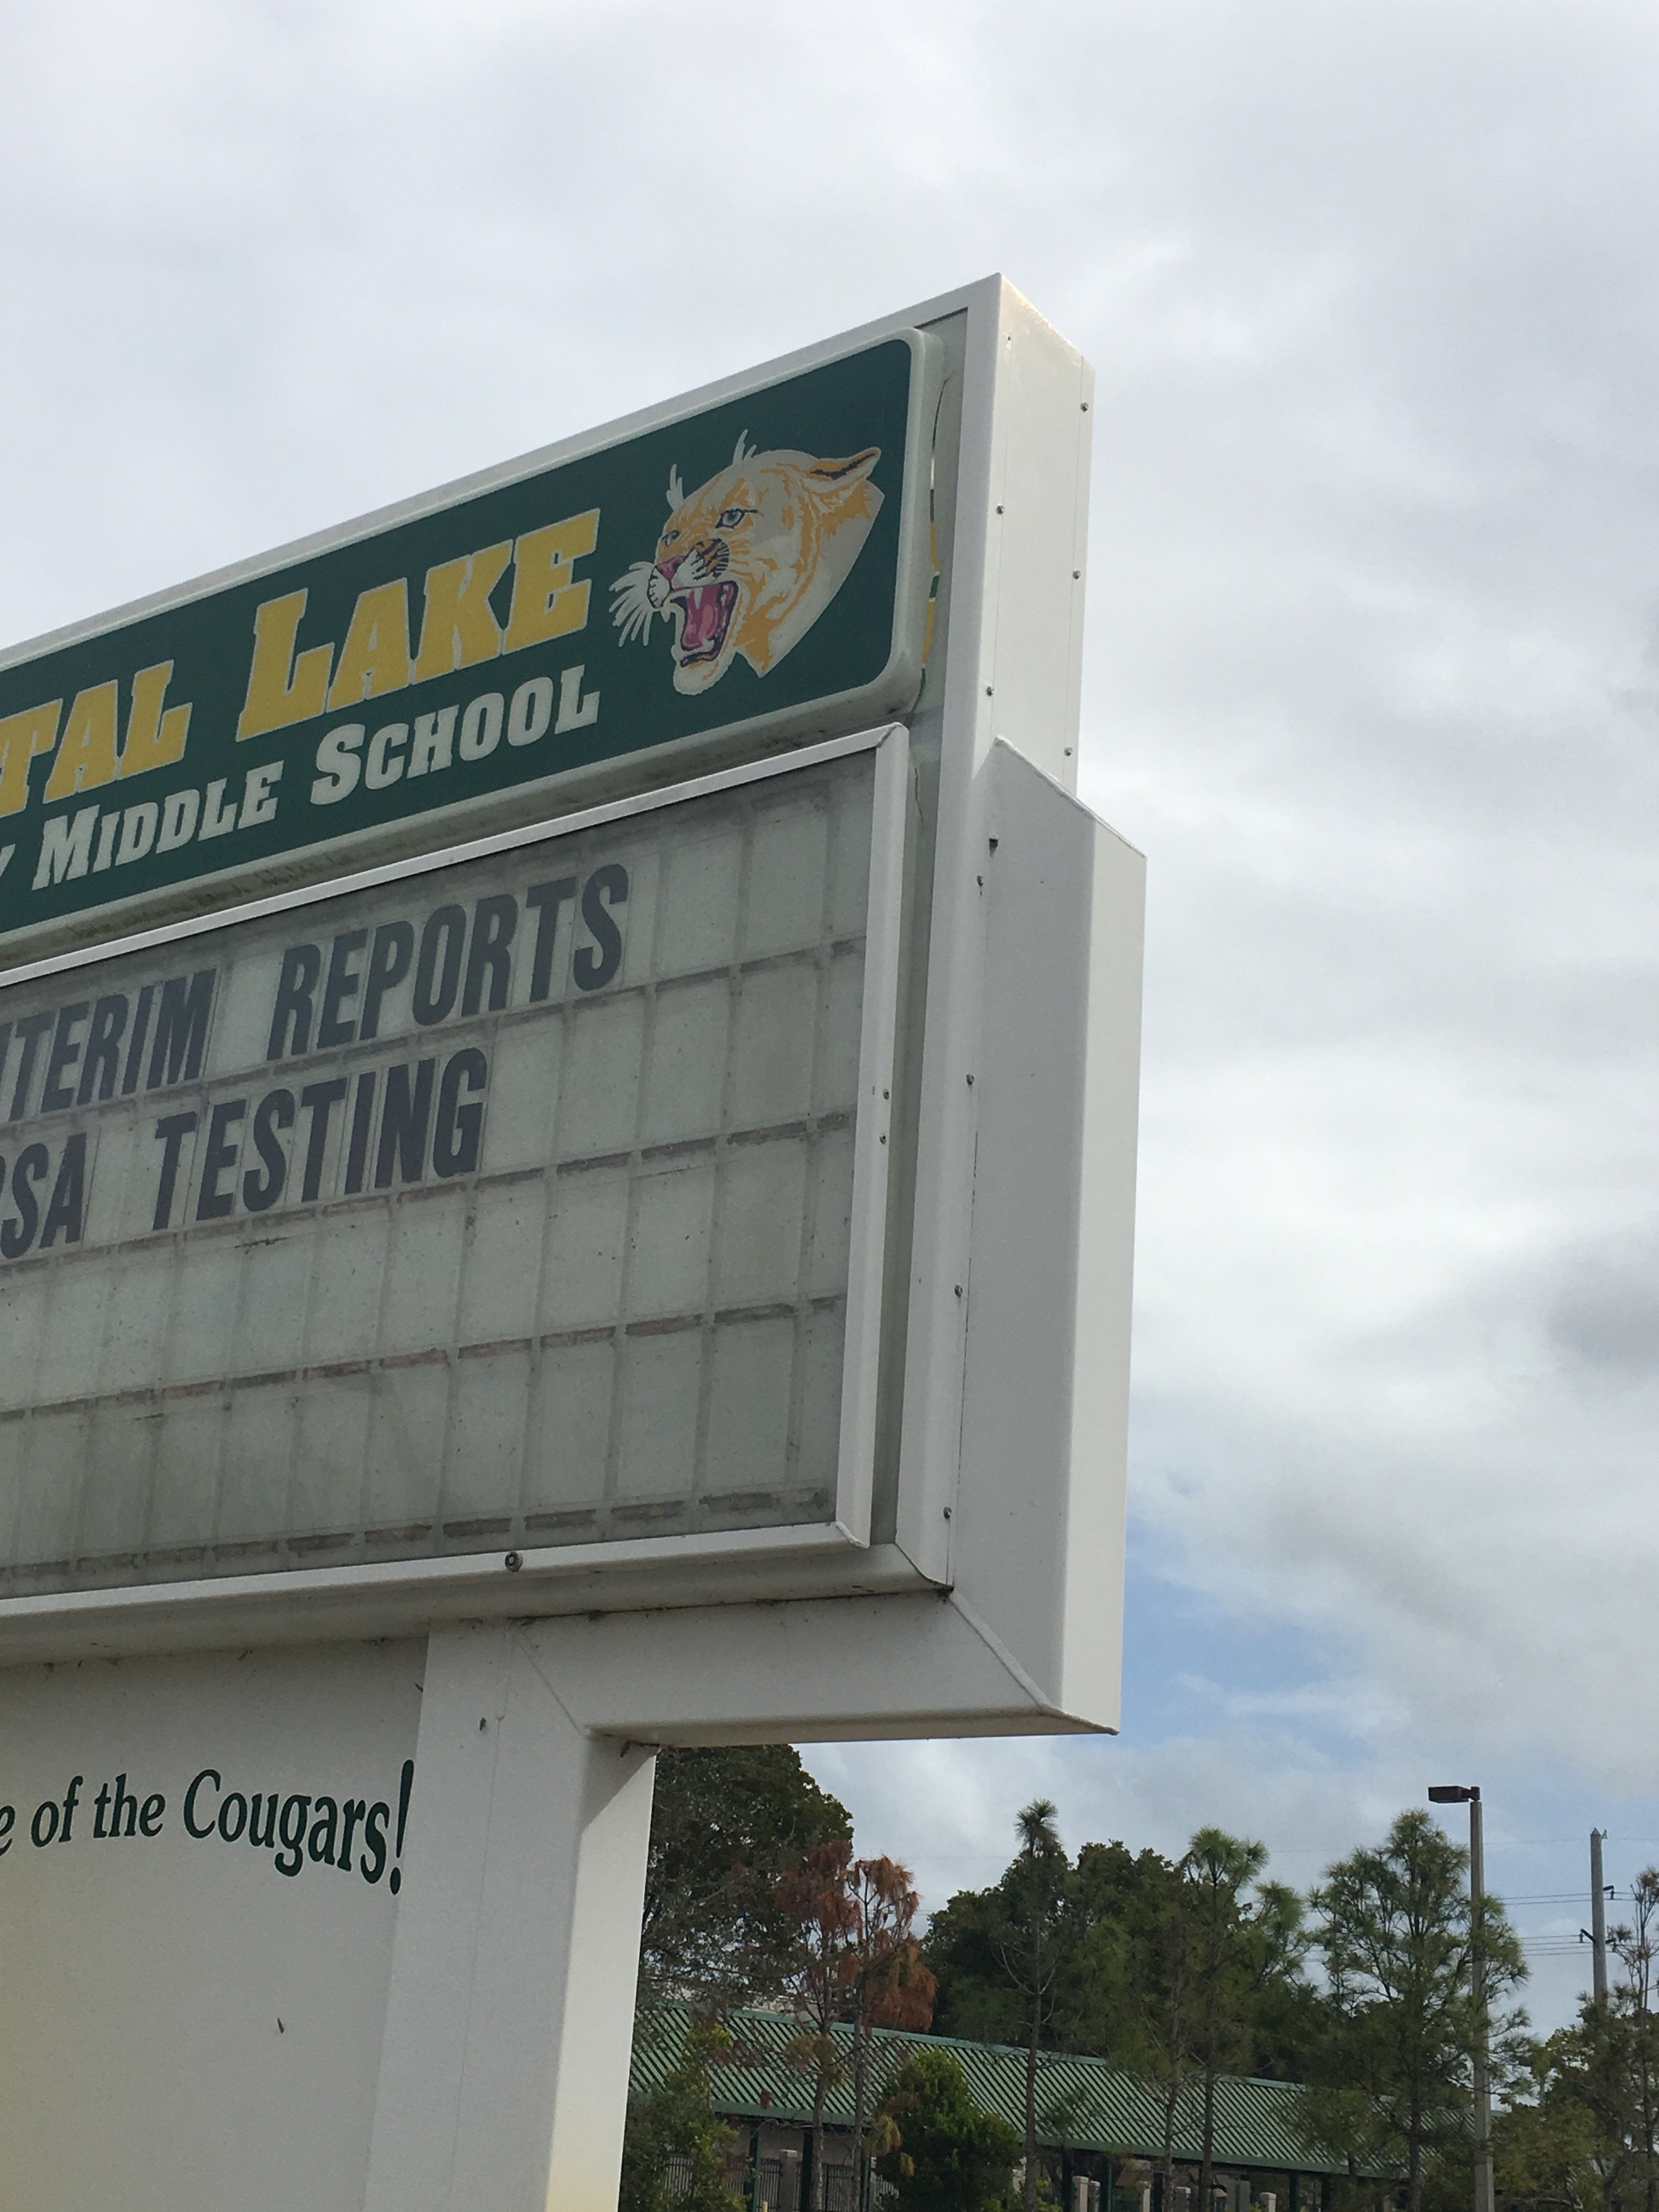 TAL LAKE
MIDDLE SCHOOL
TERIM REPORTS
SA TESTING
e of the Cougars!